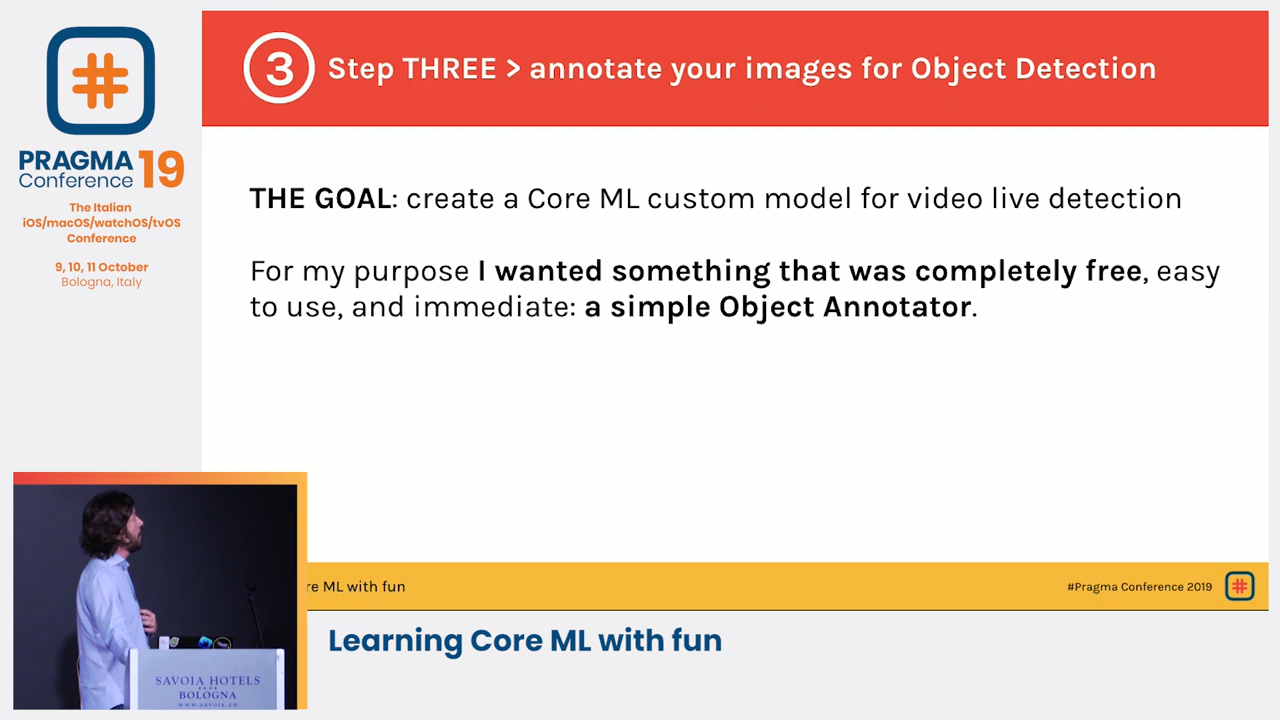 #
PRAGMA 19
Conference
The Italian
iOS/macOS/watchOS/tvOS
Conference
9, 10, 11 October
Bologna, Italy
3 Step THREE > annotate your images for Object Detection
THE GOAL: create a Core ML custom model for video live detection
For my purpose I wanted something that was completely free, easy
to use, and immediate: a simple Object Annotator.
re ML with fun
#Pragma Conference 2019 #
Learning Core ML with fun
SAVOIA HOTELS
BOLOGNA
www.savoia.eu